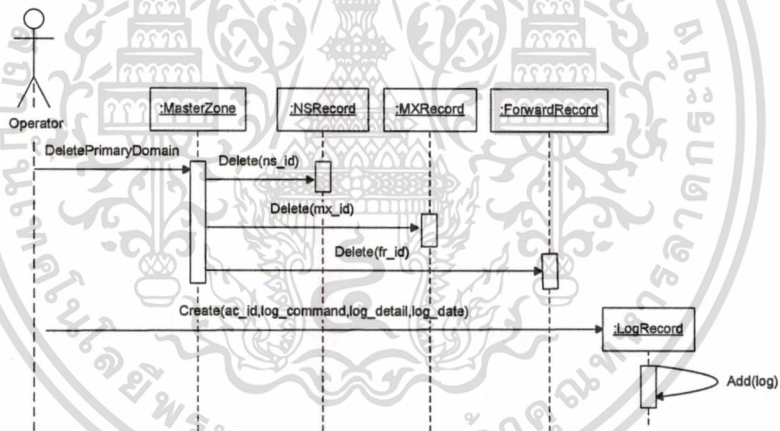 :MasterZone
:NSRecord
:MXRecord
:ForwardRecord
Operator
DeletePrimaryDomain
Delete(ns_id)
Delete(mx_id)
Delete(fr_id)
Create(ac_id,log_command,log_detail,log_date)
:LogRecord
Add(log)